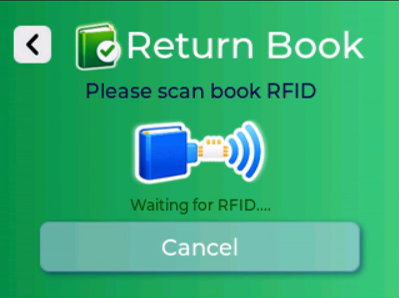 Return Book
Please scan book RFID
Waiting for RFID....
Cancel